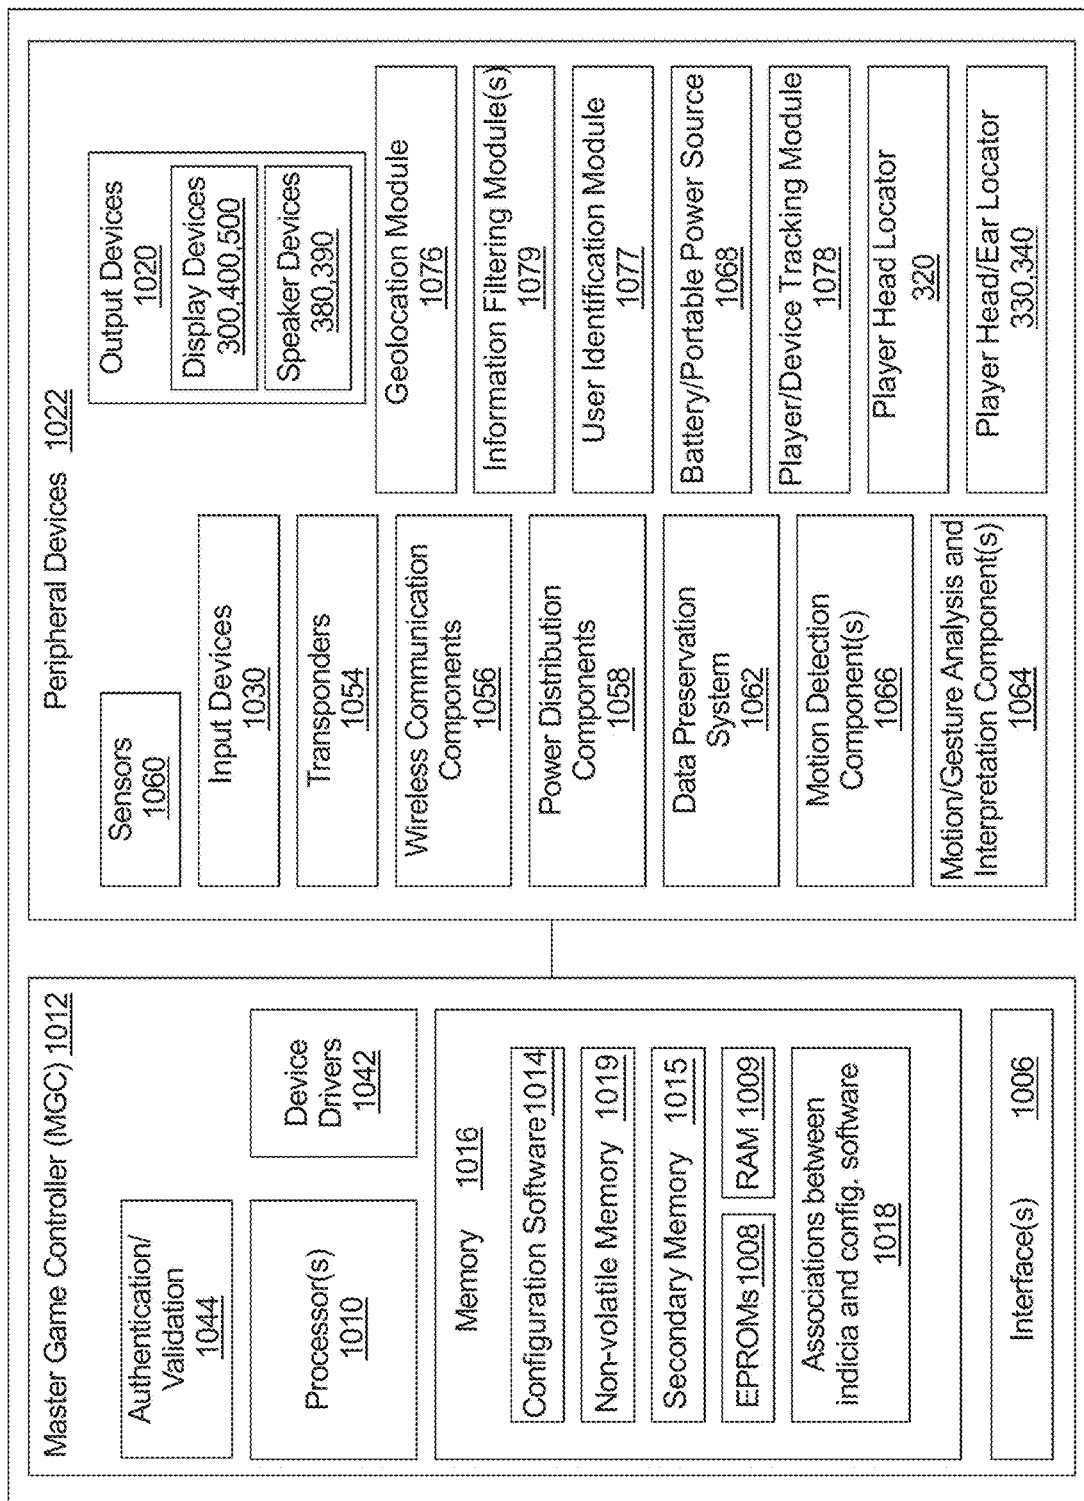 Master Game Controller (MGC) 1012
Authentication/
Validation
1044
Processor(s)
1010
Device
Drivers
1042
Memory 1016
Configuration Software 1014
Non-volatile Memory 1019
Secondary Memory 1015
EPROMs 1008
RAM 1009
Associations between
indicia and config. software
1018
Interface(s) 1006
Peripheral Devices 1022
Sensors
1060
Input Devices
1030
Transponders
1054
Wireless Communication
Components
1056
Power Distribution
Components
1058
Data Preservation
System
1062
Motion Detection
Component(s)
1066
Motion/Gesture Analysis and
Interpretation Component(s)
1064
Output Devices
1020
Display Devices
300,400,500
Speaker Devices
380,390
Geolocation Module
1076
Information Filtering Module(s)
1079
User Identification Module
1077
Battery/Portable Power Source
1068
Player/Device Tracking Module
1078
Player Head Locator
320
Player Head/Ear Locator
330,340